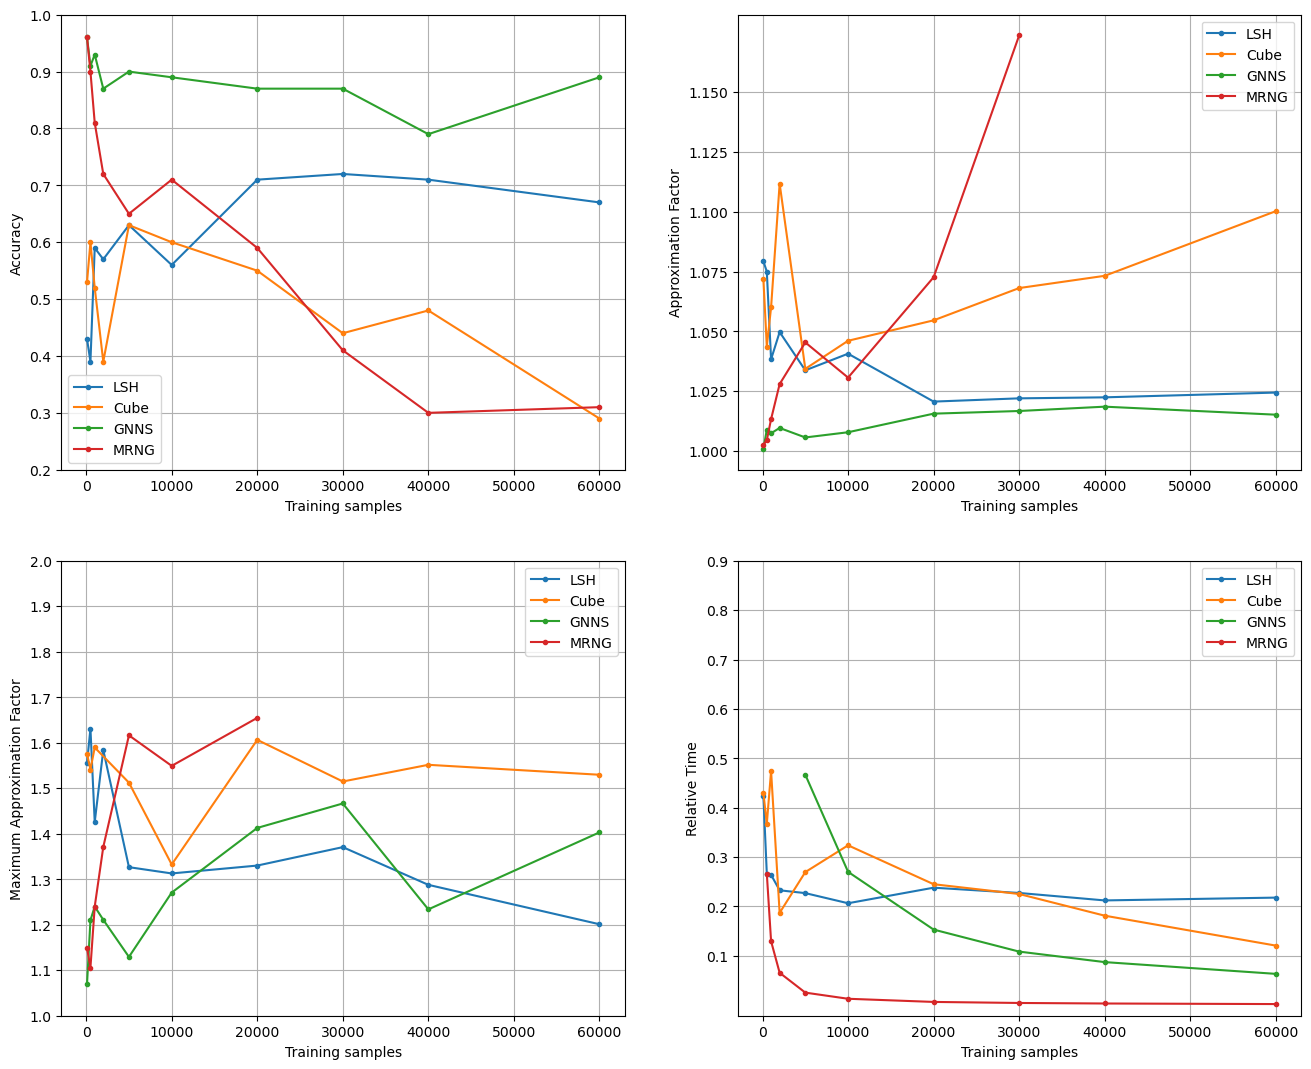 1.0
0.9
0.8
0.7
0.6
0.5
0.4
0.3
0.2
Accuracy
LSH
Cube
GNNS
MRNG
0 10000 20000 30000 40000 50000 60000
Training samples
1.150
1.125
1.100
1.075
1.050
1.025
1.000
Approximation Factor
LSH
Cube
GNNS
MRNG
0 10000 20000 30000 40000 50000 60000
Training samples
2.0
1.9
1.8
1.7
1.6
1.5
1.4
1.3
1.2
1.1
1.0
Maximum Approximation Factor
LSH
Cube
GNNS
MRNG
0 10000 20000 30000 40000 50000 60000
Training samples
0.9
0.8
0.7
0.6
0.5
0.4
0.3
0.2
0.1
Relative Time
LSH
Cube
GNNS
MRNG
0 10000 20000 30000 40000 50000 60000
Training samples